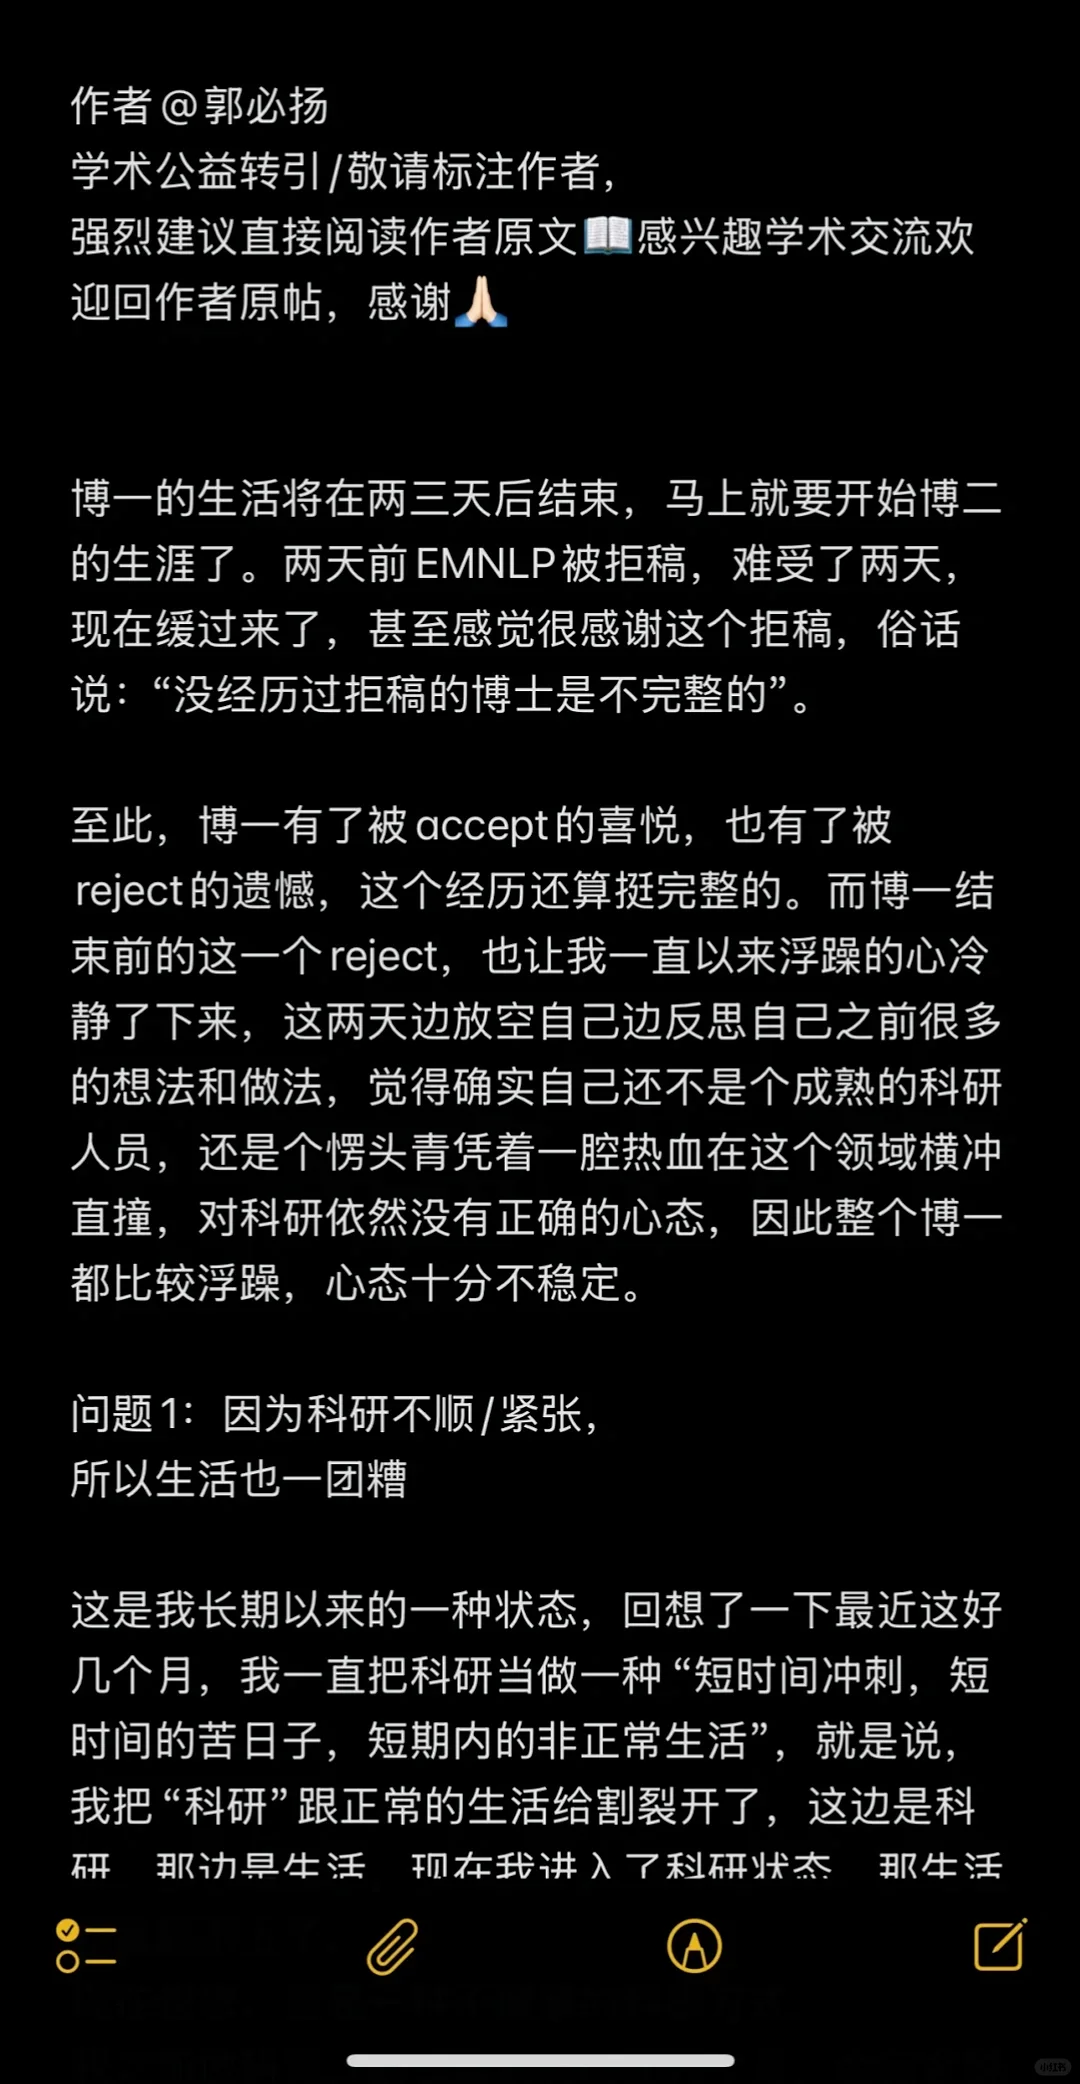 作者@郭必扬
学术公益转引/敬请标注作者，
强烈建议直接阅读作者原文📖感兴趣学术交流欢
迎回作者原帖，感谢🙏🏻
博一的生活将在两三天后结束，马上就要开始博二
的生涯了。两天前EMNLP被拒稿，难受了两天，
现在缓过来了，甚至感觉很感谢这个拒稿，俗话
说：“没经历过拒稿的博士是不完整的”。
至此，博一有了被accept的喜悦，也有了被
reject的遗憾，这个经历还算挺完整的。而博一结
束前的这一个reject，也让我一直以来浮躁的心冷
静了下来，这两天边放空自己边反思自己之前很多
的想法和做法，觉得确实自己还不是个成熟的科研
人员，还是个愣头青凭着一腔热血在这个领域横冲
直撞，对科研依然没有正确的心态，因此整个博一
都比较浮躁，心态十分不稳定。
问题1：因为科研不顺/紧张，
所以生活也一团糟
这是我长期以来的一种状态，回想了一下最近这好
几个月，我一直把科研当做一种“短时间冲刺，短
时间的苦日子，短期内的非正常生活”，就是说，
我把“科研”跟正常的生活给割裂开了，这边是科
研，那边是生活，现在我进入了科研状态，那生活
小红书